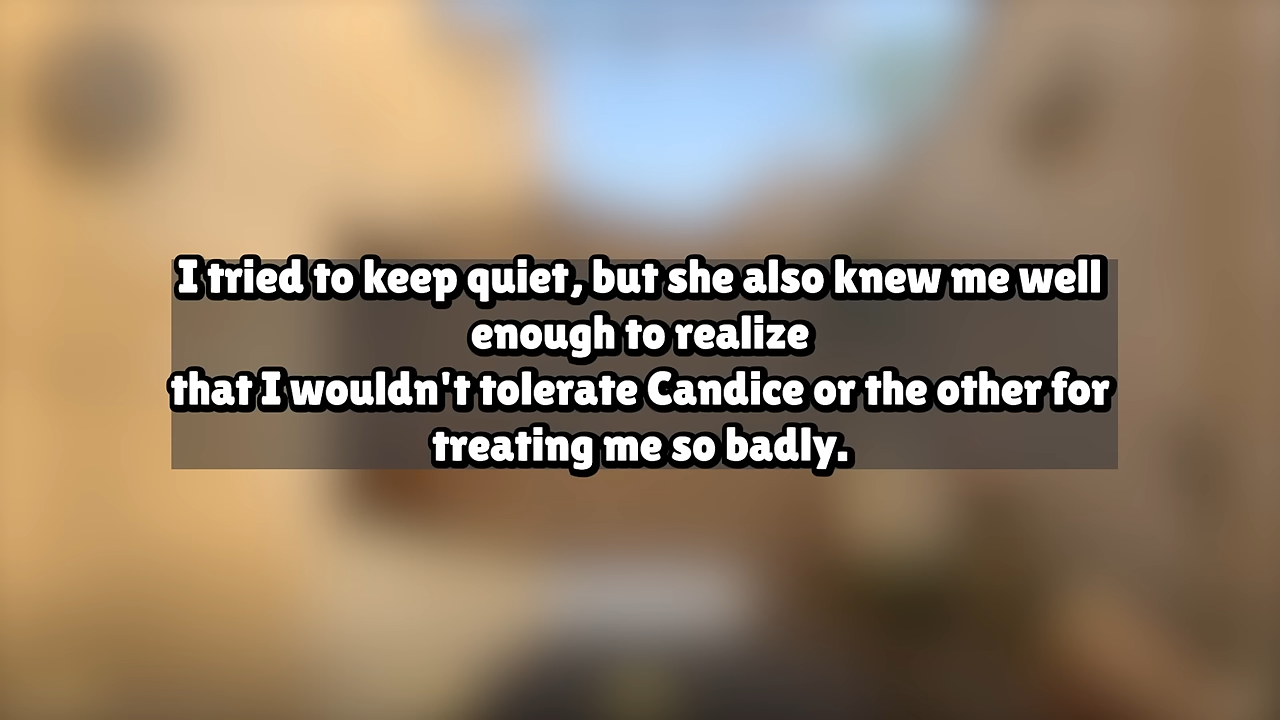 I tried to keep quiet, but she also knew me well
enough to realize
that I wouldn't tolerate Candice or the other for
treating me so badly.